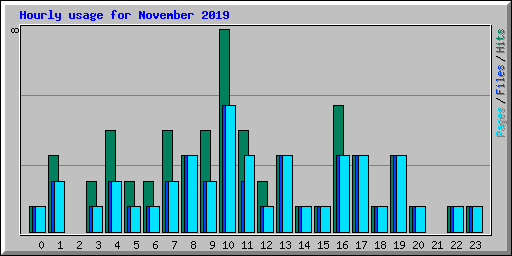 Hourly usage for November 2019
8
Pages/Files/Hits
0 1 2 3 4 5 6 7 8 9 10 11 12 13 14 15 16 17 18 19 20 21 22 23